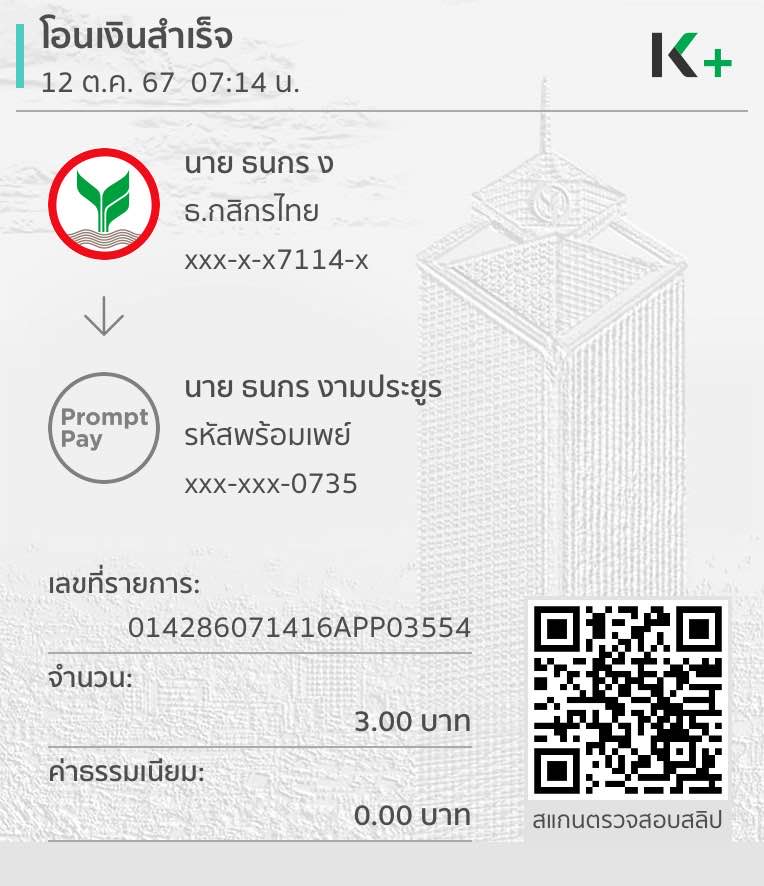 โอนเงินสำเร็จ
12 ต.ค. 67 07:14 น.
K+
นาย ธนกร ง
ธ.กสิกรไทย
xxx-x-x7114-x
Prompt
Pay
นาย ธนกร งามประยูร
รหัสพร้อมเพย์
xxx-xxx-0735
เลขที่รายการ:
014286071416APP03554
จำนวน:
3.00 บาท
ค่าธรรมเนียม:
0.00 บาท
สแกนตรวจสอบสลิป